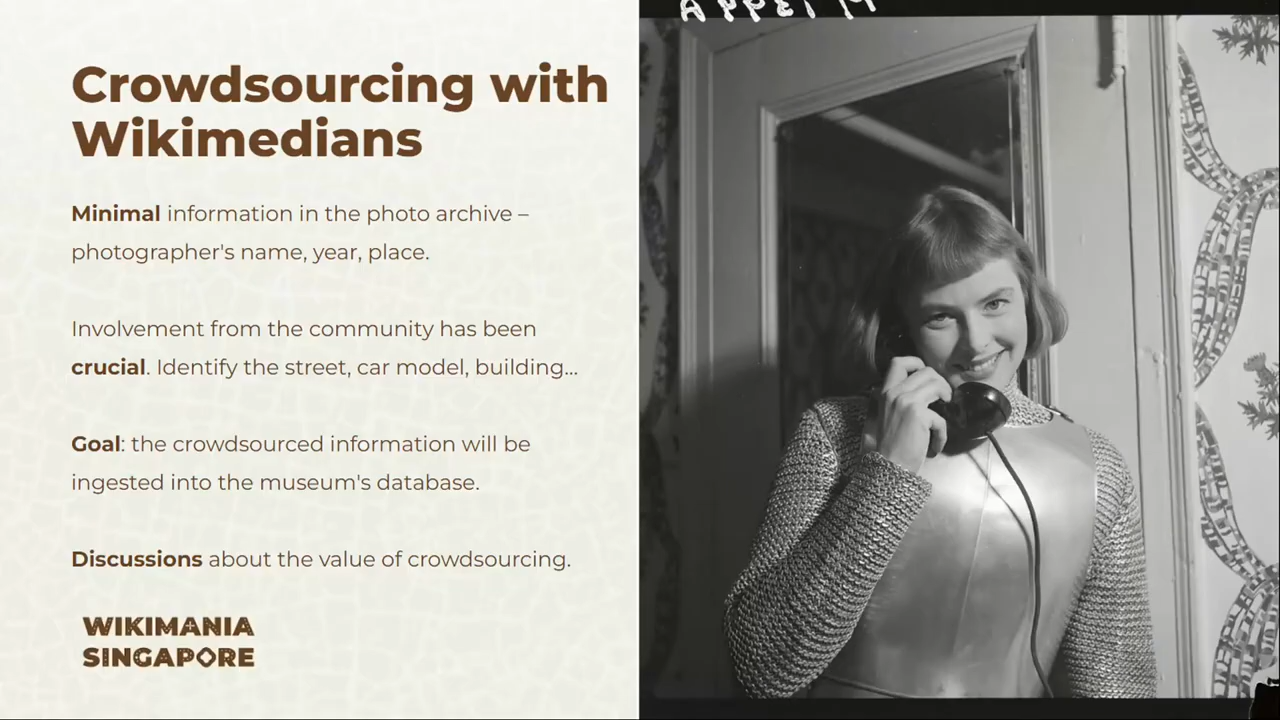 Crowdsourcing with
Wikimedians
Minimal information in the photo archive –
photographer's name, year, place.
Involvement from the community has been
crucial. Identify the street, car model, building...
Goal: the crowdsourced information will be
ingested into the museum's database.
Discussions about the value of crowdsourcing.
WIKIMANIA
SINGAPORE